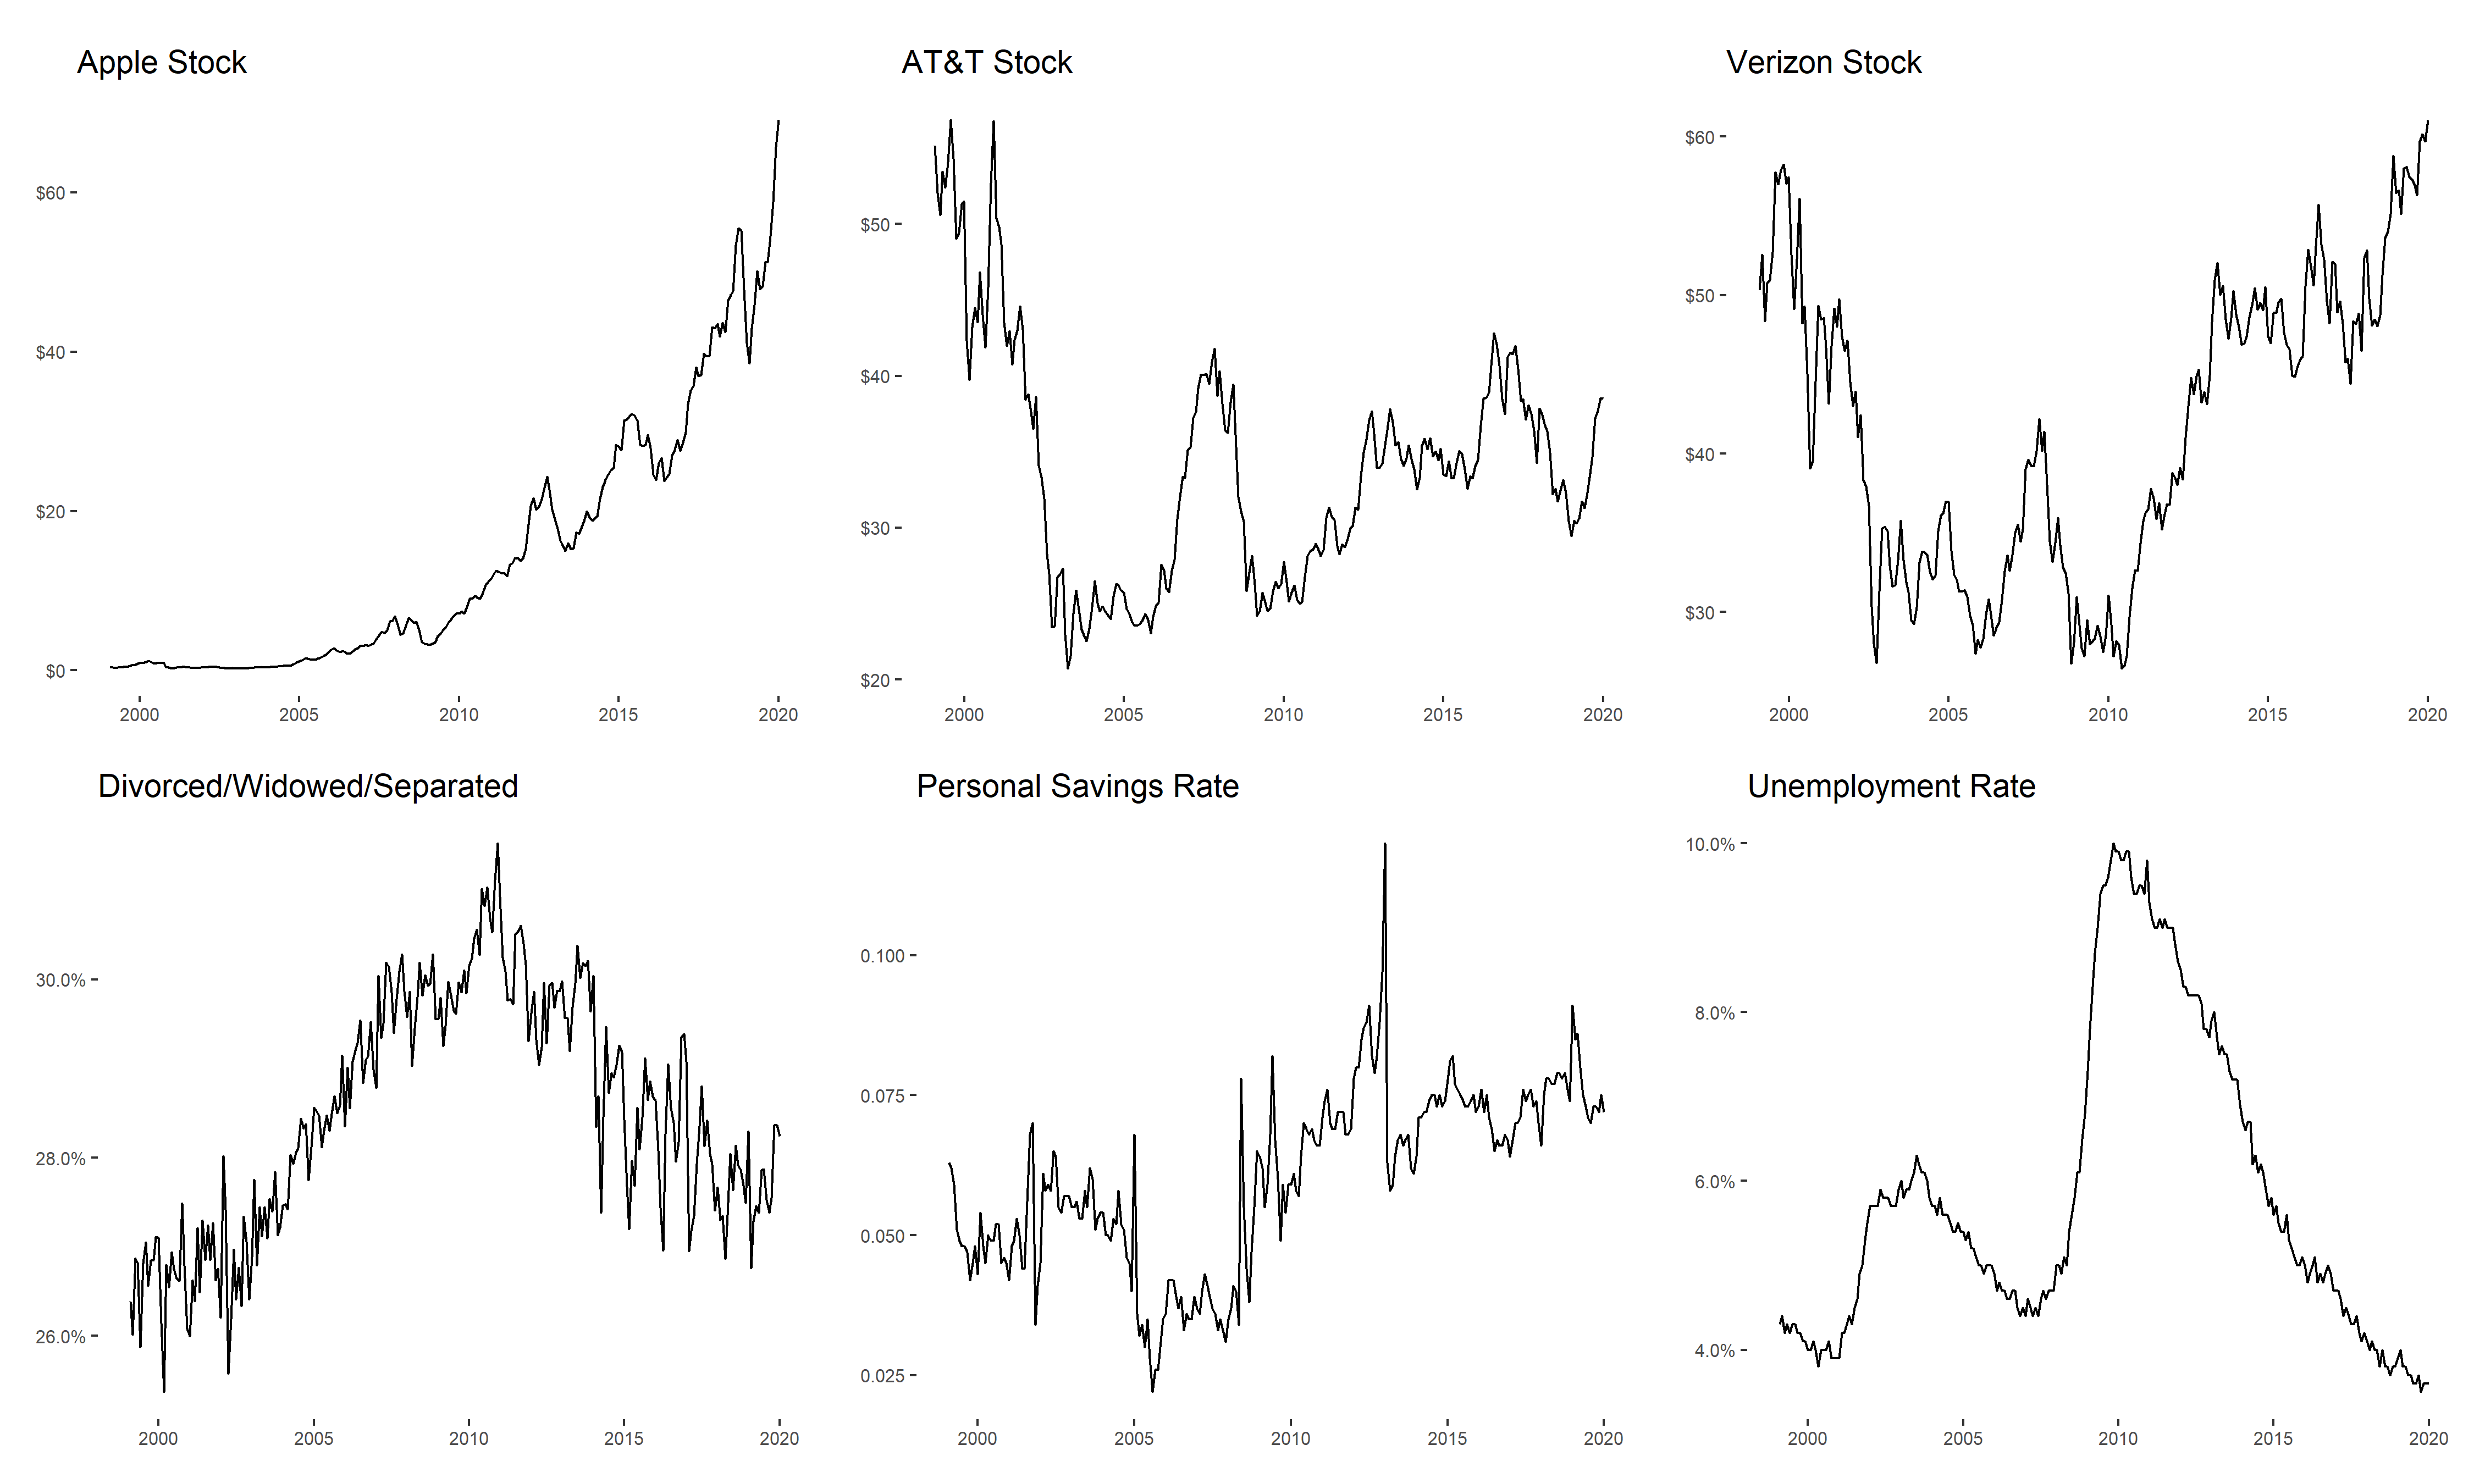 Apple Stock
AT&T Stock
Verizon Stock
$60
$40
$20
$0
2000 2005 2010 2015 2020
$50
$40
$30
$20
2000 2005 2010 2015 2020
$60
$50
$40
$30
2000 2005 2010 2015 2020
Divorced/Widowed/Separated
Personal Savings Rate
Unemployment Rate
30.0%
28.0%
26.0%
2000 2005 2010 2015 2020
0.100
0.075
0.050
0.025
2000 2005 2010 2015 2020
10.0%
8.0%
6.0%
4.0%
2000 2005 2010 2015 2020